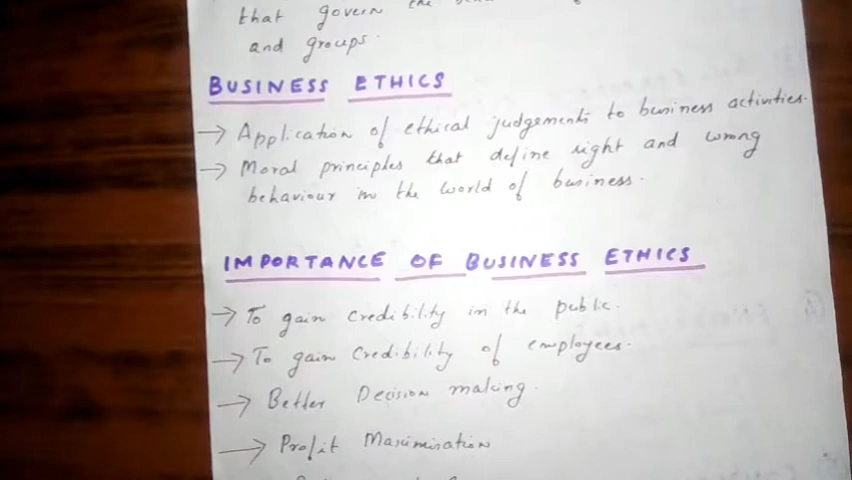 that govern the
and groups.
BUSINESS ETHICS
→ Application of ethical judgements to business activities.
→ Moral principles that define right and wrong
behaviour in the world of business.
IMPORTANCE OF BUSINESS ETHICS
→ To gain credibility in the public.
→ To gain credibility of employees.
→ Better Decision making.
→ Profit Maximisation